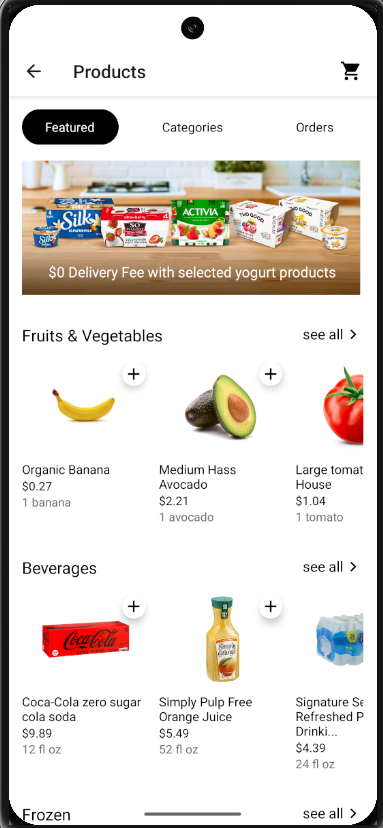 Products
Featured
Categories
Orders
Silk
SO
ACTIVIA
TWO GOOD
$0 Delivery Fee with selected yogurt products
Fruits & Vegetables
see all
Organic Banana
$0.27
1 banana
Medium Hass
Avocado
$2.21
1 avocado
Large tomat
House
$1.04
1 tomato
Beverages
see all
Coca-Cola
Simply
Orange
Coca-Cola zero sugar
cola soda
$9.89
12 fl oz
Simply Pulp Free
Orange Juice
$5.49
52 fl oz
Signature Se
Refreshed P
Drinki...
$4.39
24 fl oz
Frozen
see all